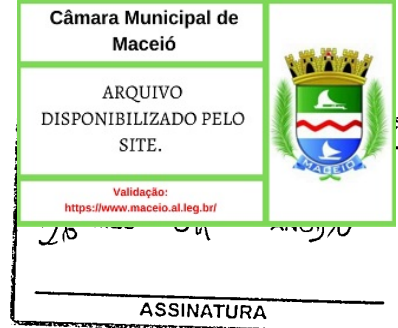 Câmara Municipal de
Maceió
ARQUIVO
DISPONIBILIZADO PELO
SITE.
Validação:
https://www.maceio.al.leg.br/
MACEIÓ
ASSINATURA